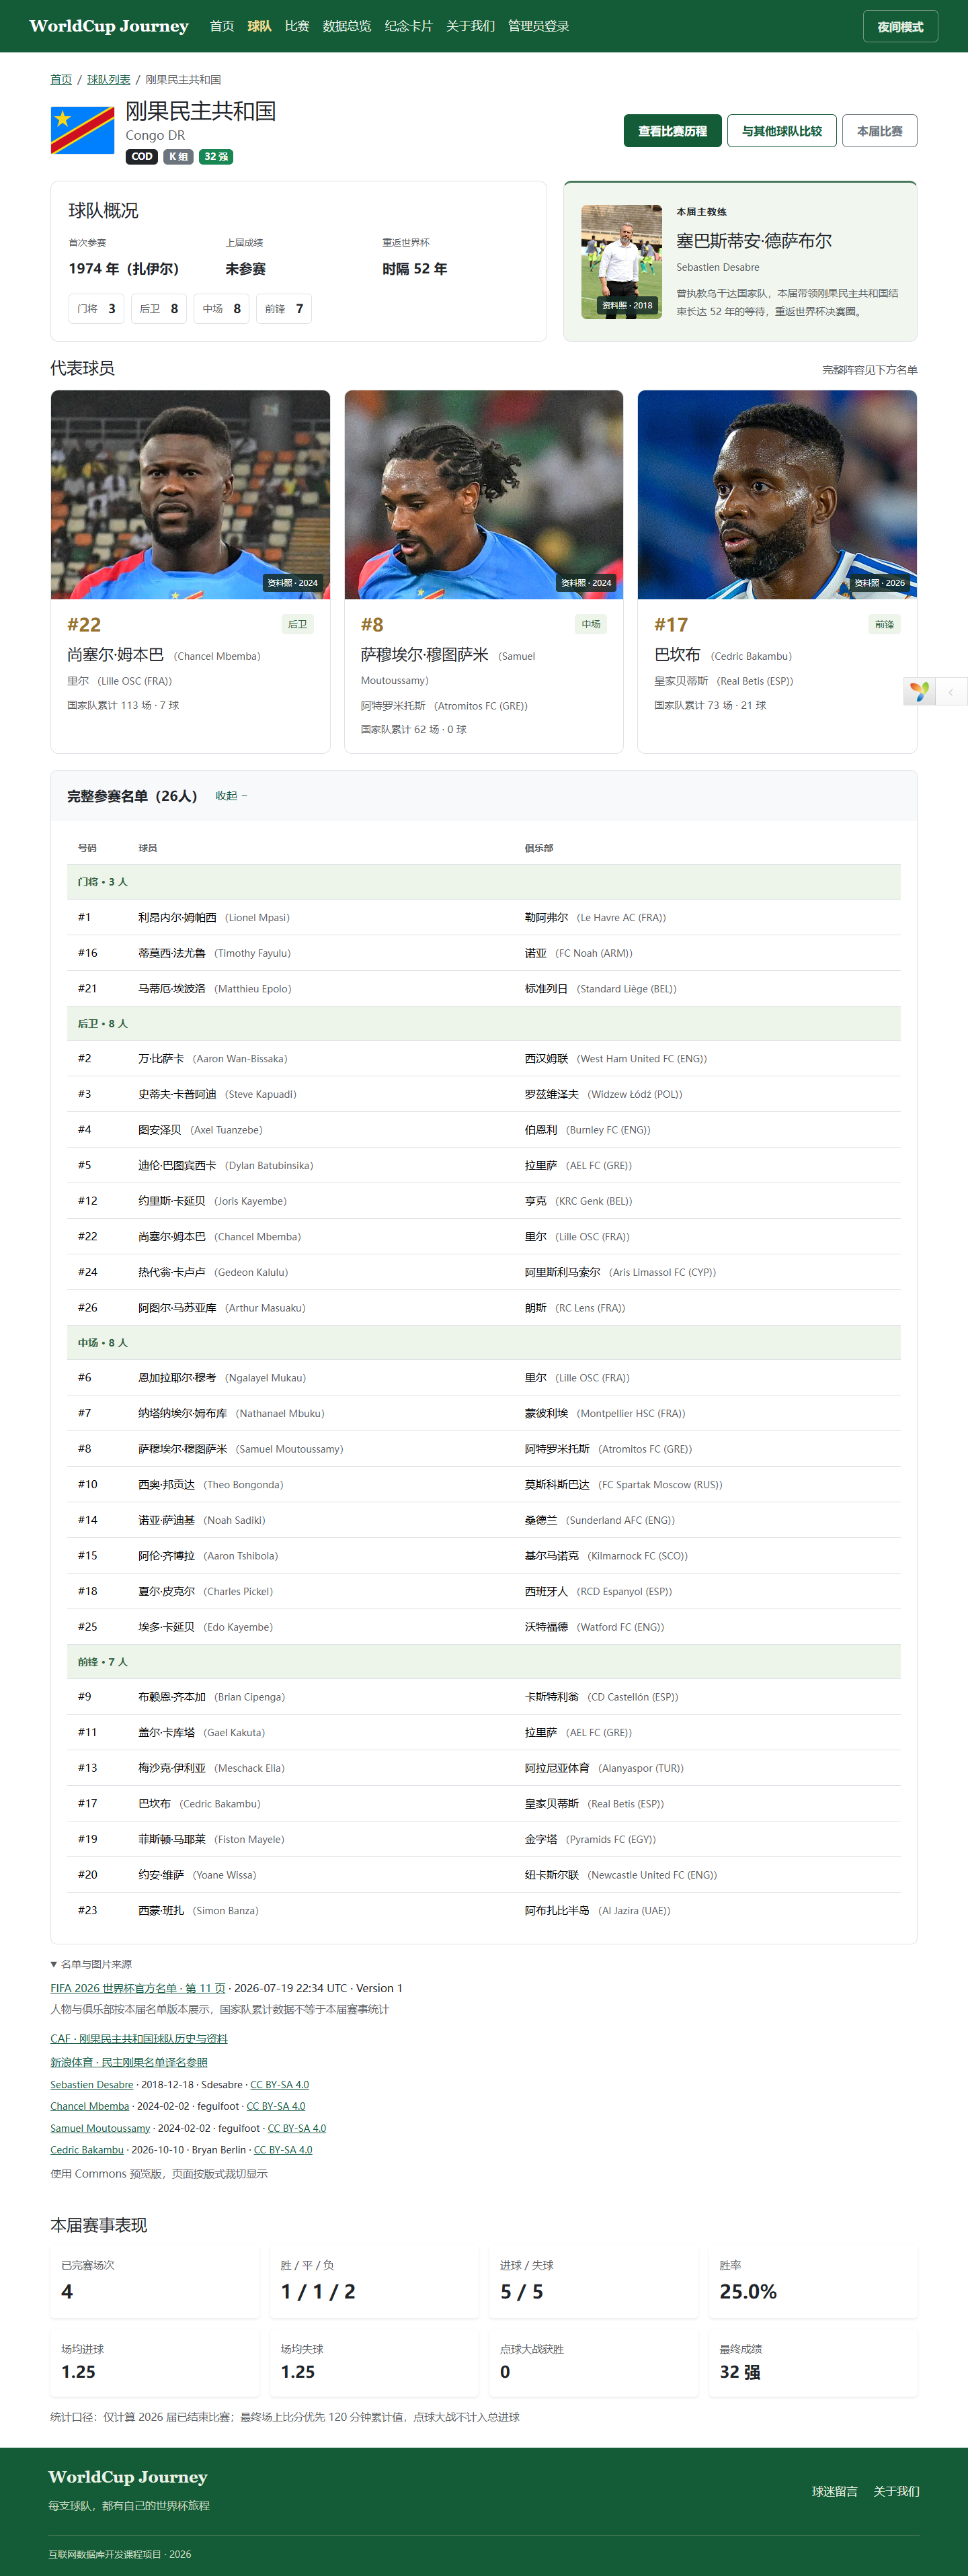 WorldCup Journey 首页 球队 比赛 数据总览 纪念卡片 关于我们 管理员登录 夜间模式
首页 / 球队列表 / 刚果民主共和国
刚果民主共和国
Congo DR
COD K 组 32 强
查看比赛历程 与其他球队比较 本届比赛
球队概况
首次参赛 上届成绩 重返世界杯
1974 年（扎伊尔） 未参赛 时隔 52 年
门将 3 后卫 8 中场 8 前锋 7
资料照 · 2018
本届主教练
塞巴斯蒂安·德萨布尔
Sebastien Desabre
曾执教乌干达国家队，本届带领刚果民主共和国结
束长达 52 年的等待，重返世界杯决赛圈。
代表球员
完整阵容见下方名单
资料照 · 2024
#22 后卫
尚塞尔·姆本巴 （Chancel Mbemba）
里尔 （Lille OSC (FRA)）
国家队累计 113 场 · 7 球
资料照 · 2024
#8 中场
萨穆埃尔·穆图萨米 （Samuel
Moutoussamy）
阿特罗米托斯 （Atromitos FC (GRE)）
国家队累计 62 场 · 0 球
资料照 · 2026
#17 前锋
巴坎布 （Cedric Bakambu）
皇家贝蒂斯 （Real Betis (ESP)）
国家队累计 73 场 · 21 球
完整参赛名单（26人） 收起 −
号码 球员 俱乐部
门将 • 3 人
#1 利昂内尔·姆帕西 （Lionel Mpasi） 勒阿弗尔 （Le Havre AC (FRA)）
#16 蒂莫西·法尤鲁 （Timothy Fayulu） 诺亚 （FC Noah (ARM)）
#21 马蒂厄·埃波洛 （Matthieu Epolo） 标准列日 （Standard Liège (BEL)）
后卫 • 8 人
#2 万·比萨卡 （Aaron Wan-Bissaka） 西汉姆联 （West Ham United FC (ENG)）
#3 史蒂夫·卡普阿迪 （Steve Kapuadi） 罗兹维泽夫 （Widzew Łódź (POL)）
#4 图安泽贝 （Axel Tuanzebe） 伯恩利 （Burnley FC (ENG)）
#5 迪伦·巴图宾西卡 （Dylan Batubinsika） 拉里萨 （AEL FC (GRE)）
#12 约里斯·卡延贝 （Joris Kayembe） 亨克 （KRC Genk (BEL)）
#22 尚塞尔·姆本巴 （Chancel Mbemba） 里尔 （Lille OSC (FRA)）
#24 热代翁·卡卢卢 （Gedeon Kalulu） 阿里斯利马索尔 （Aris Limassol FC (CYP)）
#26 阿图尔·马苏亚库 （Arthur Masuaku） 朗斯 （RC Lens (FRA)）
中场 • 8 人
#6 恩加拉耶尔·穆考 （Ngalayel Mukau） 里尔 （Lille OSC (FRA)）
#7 纳塔纳埃尔·姆布库 （Nathanael Mbuku） 蒙彼利埃 （Montpellier HSC (FRA)）
#8 萨穆埃尔·穆图萨米 （Samuel Moutoussamy） 阿特罗米托斯 （Atromitos FC (GRE)）
#10 西奥·邦贡达 （Theo Bongonda） 莫斯科斯巴达 （FC Spartak Moscow (RUS)）
#14 诺亚·萨迪基 （Noah Sadiki） 桑德兰 （Sunderland AFC (ENG)）
#15 阿伦·齐博拉 （Aaron Tshibola） 基尔马诺克 （Kilmarnock FC (SCO)）
#18 夏尔·皮克尔 （Charles Pickel） 西班牙人 （RCD Espanyol (ESP)）
#25 埃多·卡延贝 （Edo Kayembe） 沃特福德 （Watford FC (ENG)）
前锋 • 7 人
#9 布赖恩·齐本加 （Brian Cipenga） 卡斯特利翁 （CD Castellón (ESP)）
#11 盖尔·卡库塔 （Gael Kakuta） 拉里萨 （AEL FC (GRE)）
#13 梅沙克·伊利亚 （Meschack Elia） 阿拉尼亚体育 （Alanyaspor (TUR)）
#17 巴坎布 （Cedric Bakambu） 皇家贝蒂斯 （Real Betis (ESP)）
#19 菲斯顿·马耶莱 （Fiston Mayele） 金字塔 （Pyramids FC (EGY)）
#20 约安·维萨 （Yoane Wissa） 纽卡斯尔联 （Newcastle United FC (ENG)）
#23 西蒙·班扎 （Simon Banza） 阿布扎比半岛 （Al Jazira (UAE)）
▼ 名单与图片来源
FIFA 2026 世界杯官方名单 · 第 11 页 · 2026-07-19 22:34 UTC · Version 1
人物与俱乐部按本届名单版本展示，国家队累计数据不等于本届赛事统计
CAF · 刚果民主共和国球队历史与资料
新浪体育 · 民主刚果名单译名参照
Sebastien Desabre · 2018-12-18 · Sdesabre · CC BY-SA 4.0
Chancel Mbemba · 2024-02-02 · feguifoot · CC BY-SA 4.0
Samuel Moutoussamy · 2024-02-02 · feguifoot · CC BY-SA 4.0
Cedric Bakambu · 2026-10-10 · Bryan Berlin · CC BY-SA 4.0
使用 Commons 预览版，页面按版式裁切显示
本届赛事表现
已完赛场次 胜 / 平 / 负 进球 / 失球 胜率
4 1 / 1 / 2 5 / 5 25.0%
场均进球 场均失球 点球大战获胜 最终成绩
1.25 1.25 0 32 强
统计口径：仅计算 2026 届已结束比赛；最终场上比分优先 120 分钟累计值，点球大战不计入总进球
WorldCup Journey
每支球队，都有自己的世界杯旅程
球迷留言 关于我们
互联网数据库开发课程项目 · 2026